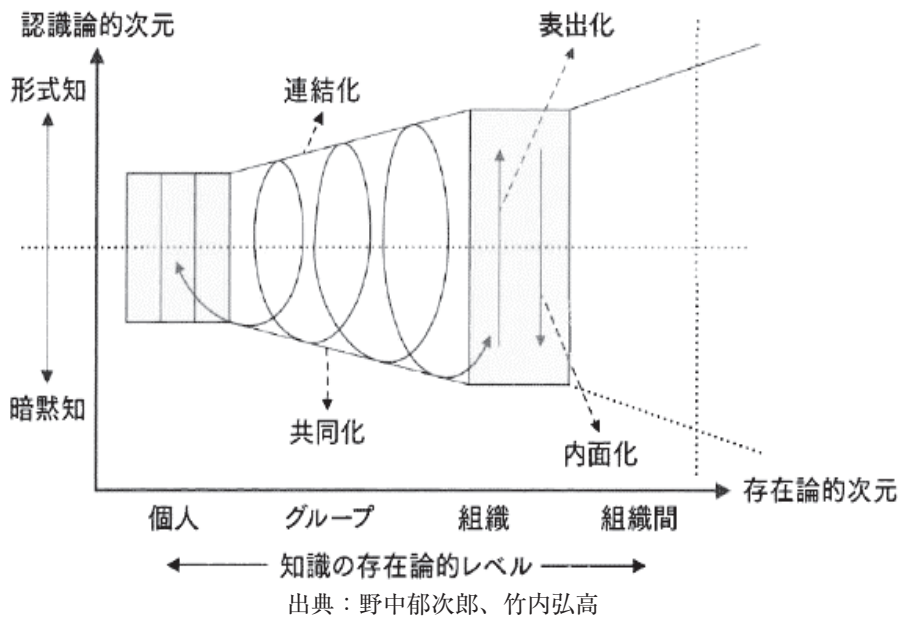 認識論的次元
表出化
形式知
連結化
暗黙知
共同化
内面化
存在論的次元
個人
グループ
組織
組織間
知識の存在論的レベル
出典：野中郁次郎、竹内弘高